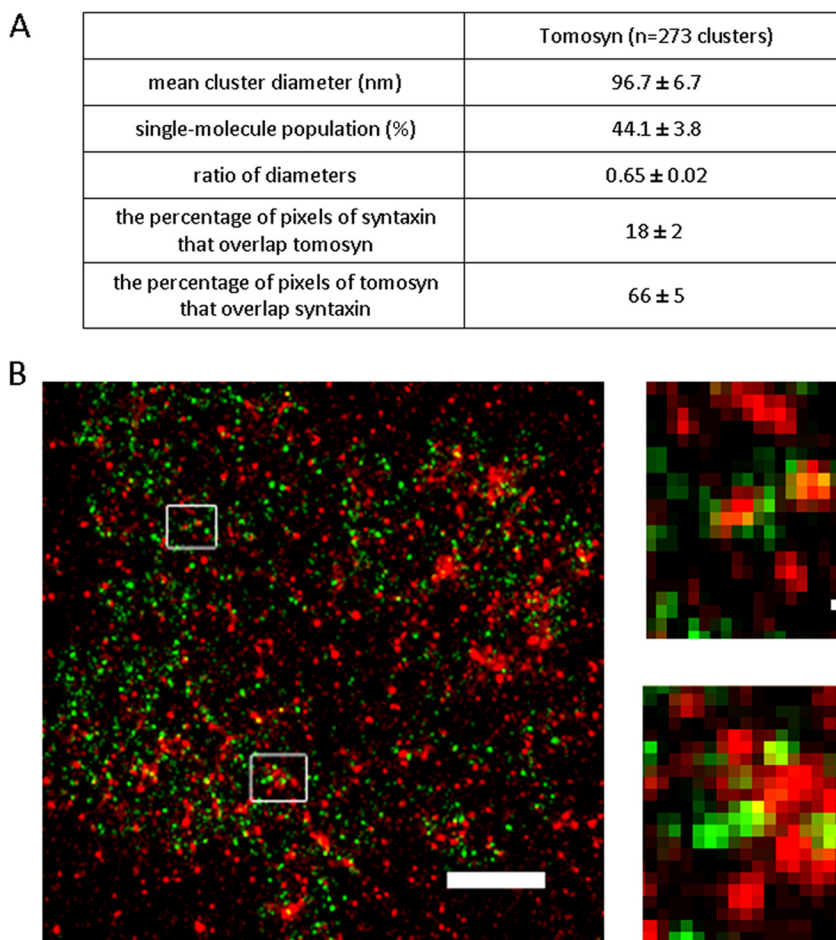 A
Tomosyn (n=273 clusters)
mean cluster diameter (nm)
96.7 ± 6.7
single-molecule population (%)
44.1 ± 3.8
ratio of diameters
0.65 ± 0.02
the percentage of pixels of syntaxin
that overlap tomosyn
18 ± 2
the percentage of pixels of tomosyn
that overlap syntaxin
66 ± 5
B